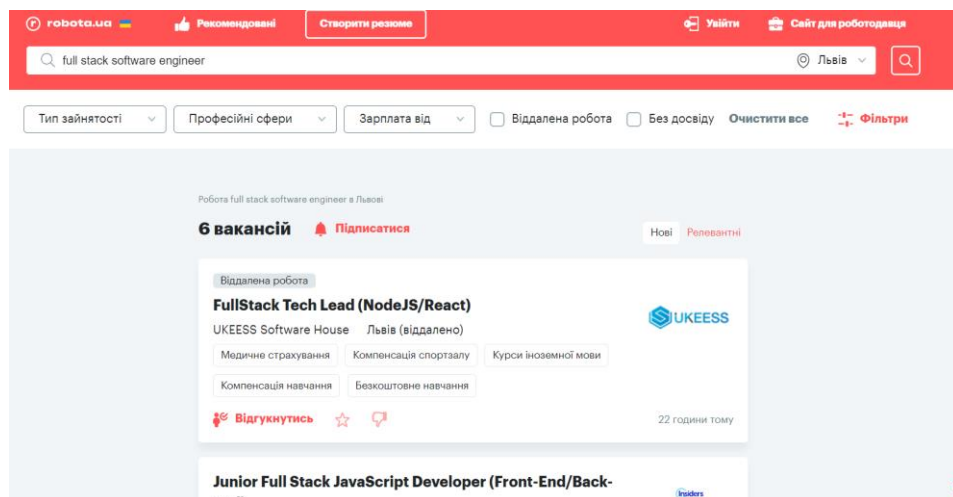 robota.ua Рекомендовані Створити резюме Увійти Сайт для роботодавця
full stack software engineer Львів
Тип зайнятості Професійні сфери Зарплата від Віддалена робота Без досвіду Очистити все Фільтри
Робота full stack software engineer в Львові
6 вакансій Підписатися Нові Релевантні
Віддалена робота
FullStack Tech Lead (NodeJS/React)
UKEESS
UKEESS Software House Львів (віддалено)
Медичне страхування Компенсація спортзалу Курси іноземної мови
Компенсація навчання Безкоштовне навчання
Відгукнутись 22 години тому
Junior Full Stack JavaScript Developer (Front-End/Back-
Insiders